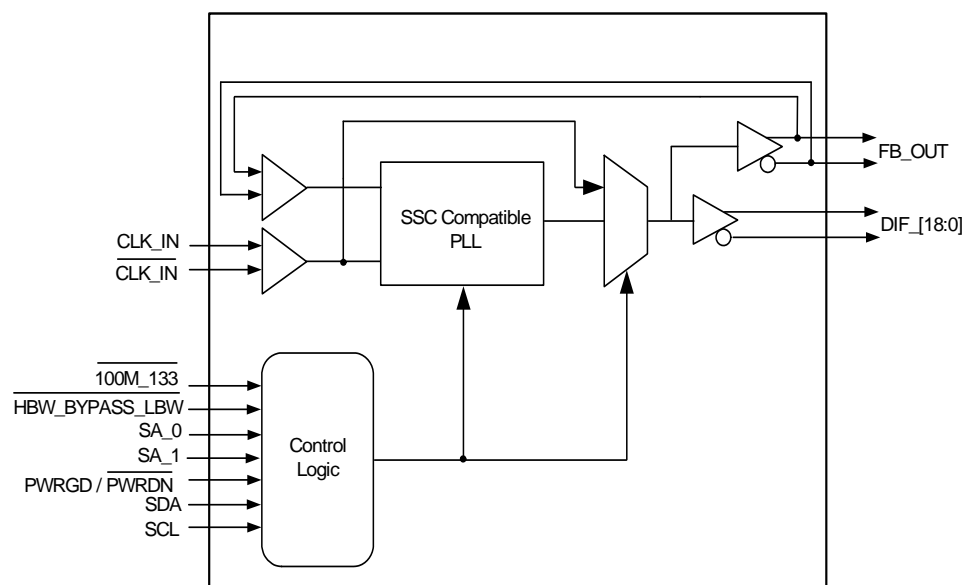 FB_OUT
SSC Compatible
PLL
DIF_[18:0]
CLK_IN
CLK_IN
100M_133
HBW_BYPASS_LBW
SA_0
SA_1
PWRGD / PWRDN
SDA
SCL
Control
Logic